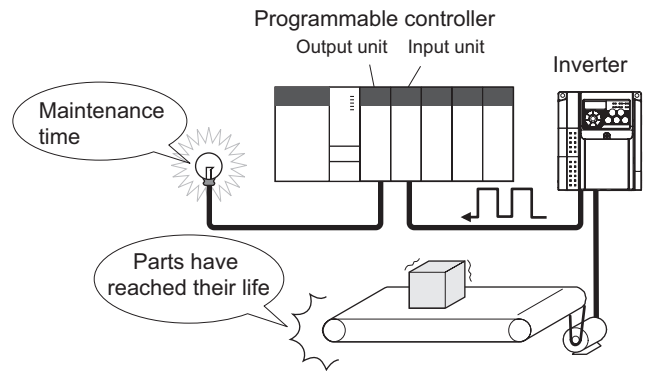 Programmable controller
Output unit
Input unit
Inverter
Maintenance
time
Parts have
reached their life